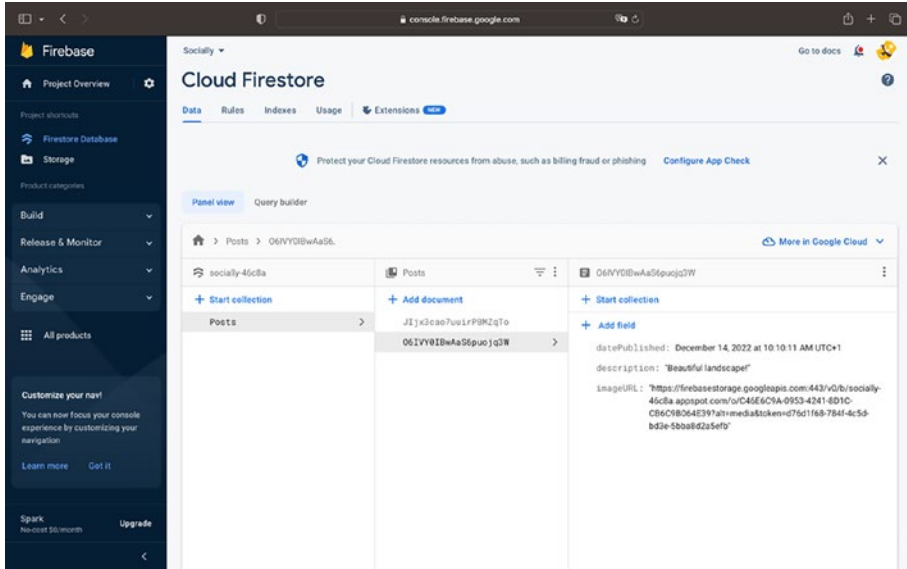 console.firebase.google.com
Firebase
Socially
Go to docs
Project Overview
Cloud Firestore
Project shortcuts
Data Rules Indexes Usage Extensions NEW
Firestore Database
Storage
Protect your Cloud Firestore resources from abuse, such as billing fraud or phishing Configure App Check
Product categories
Panel view Query builder
Build
Release & Monitor
Posts > O6IVY0IBwAaS6.
More in Google Cloud
Analytics
socially-46c8a
Posts
O6IVY0IBwAaS6puojq3W
Engage
+ Start collection
+ Add document
+ Start collection
Posts
JIjx3cao7uuirPBMZqTo
+ Add field
All products
O6IVY0IBwAaS6puojq3W
datePublished: December 14, 2022 at 10:10:11 AM UTC+1
description: "Beautiful landscape!"
imageURL: "https://firebasestorage.googleapis.com:443/v0/b/socially-
46c8a.appspot.com/o/C46E6C9A-0953-4241-8D1C-
CB6C9B064E39?alt=media&token=d76d1f68-784f-4c5d-
bd3e-5bba8d2a5efb"
Customize your nav!
You can now focus your console
experience by customizing your
navigation
Learn more Got it
Spark
No-cost $0/month
Upgrade